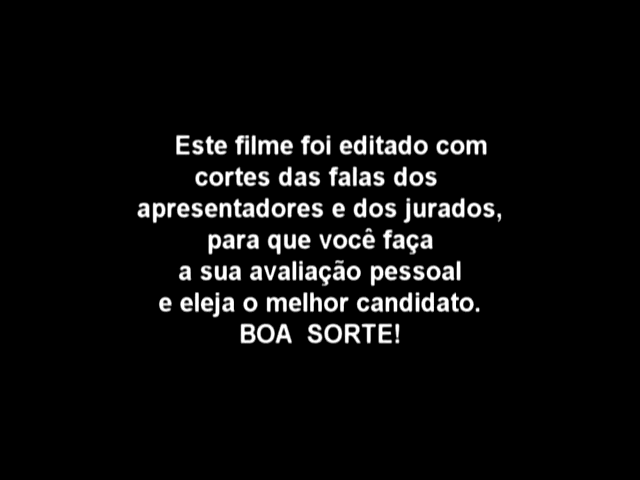 Este filme foi editado com
cortes das falas dos
apresentadores e dos jurados,
para que você faça
a sua avaliação pessoal
e eleja o melhor candidato.
BOA SORTE!